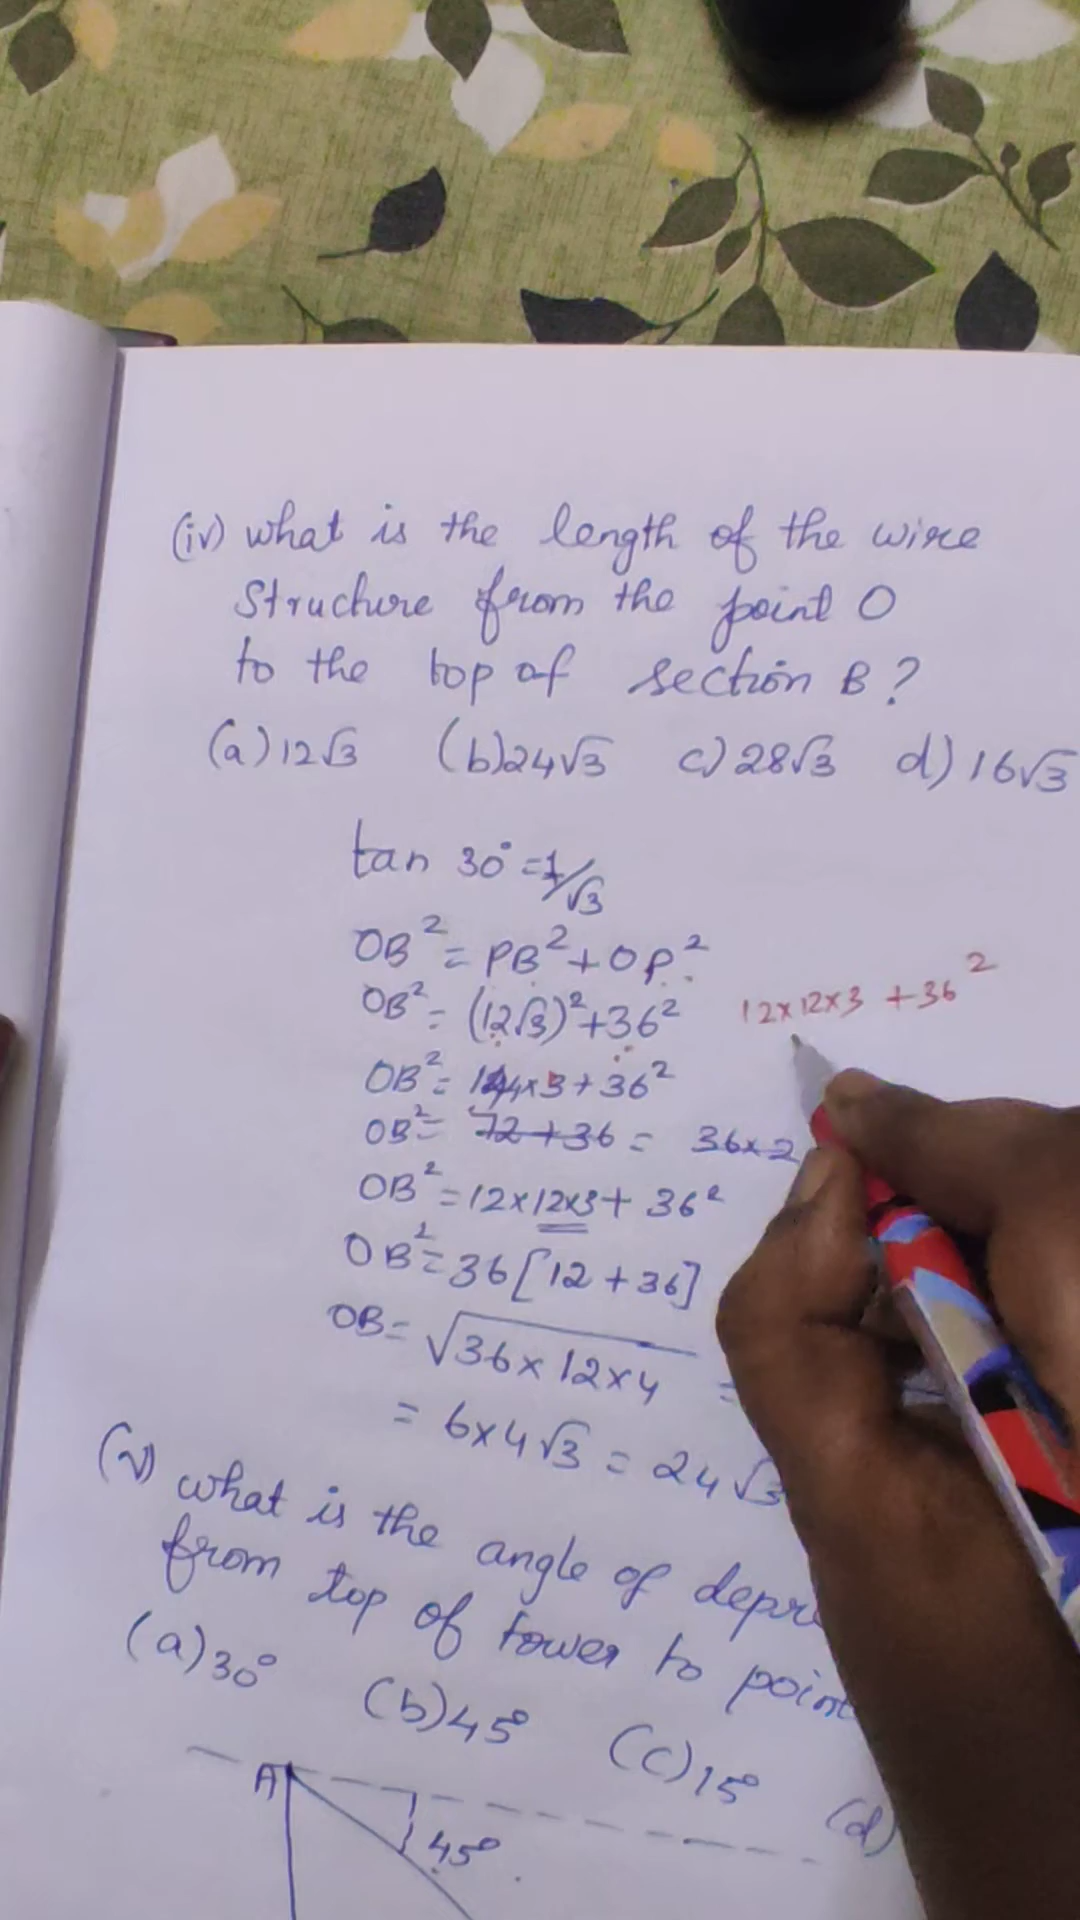 (iv) what is the length of the wire
Structure from the point O
to the top of section B?
(a) 12√3 (b) 24√3 c) 28√3 d) 16√3
tan 30° = 1/√3
OB² = PB² + OP²
OB² = (12√3)² + 36²
12×12×3 + 36²
OB² = 144×3 + 36²
OB² = 72 + 36 = 36×2
OB² = 12×12×3 + 36²
OB² = 36[12 + 36]
OB = √36×12×4 =
= 6×4√3 = 24√3
(v) what is the angle of
from top of tower to point
(a) 30° (b) 45° (c) 15° (d)
A
45°